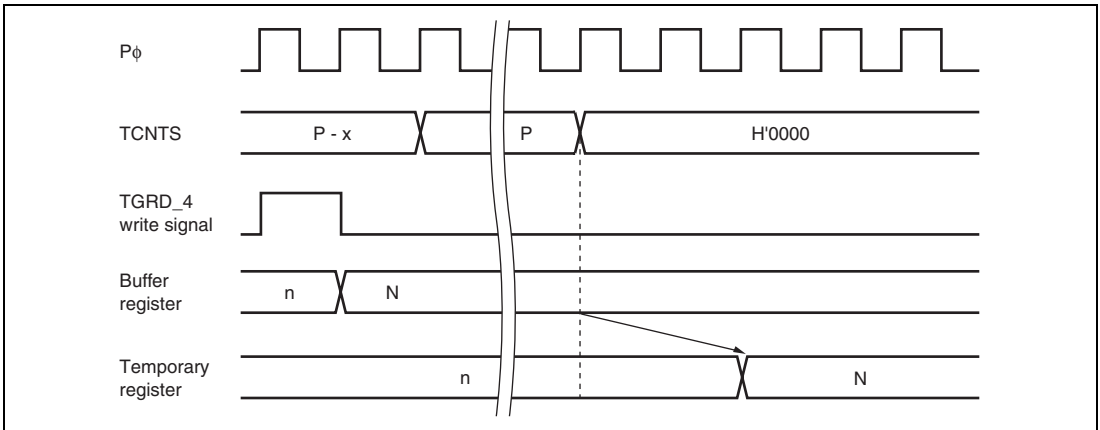 Pϕ
TCNTS
P - x
P
H'0000
TGRD_4
write signal
Buffer
register
n
N
Temporary
register
n
N